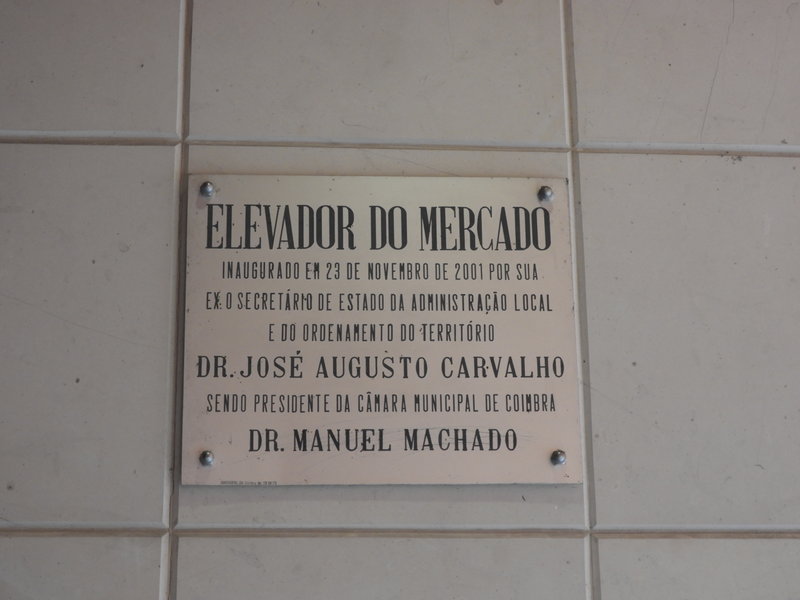 ELEVADOR DO MERCADO
INAUGURADO EM 23 DE NOVEMBRO DE 2001 POR SUA
EX.O SECRETÁRIO DE ESTADO DA ADMINISTRAÇÃO LOCAL
E DO ORDENAMENTO DO TERRITÓRIO
DR. JOSÉ AUGUSTO CARVALHO
SENDO PRESIDENTE DA CÂMARA MUNICIPAL DE COIMBRA
DR. MANUEL MACHADO